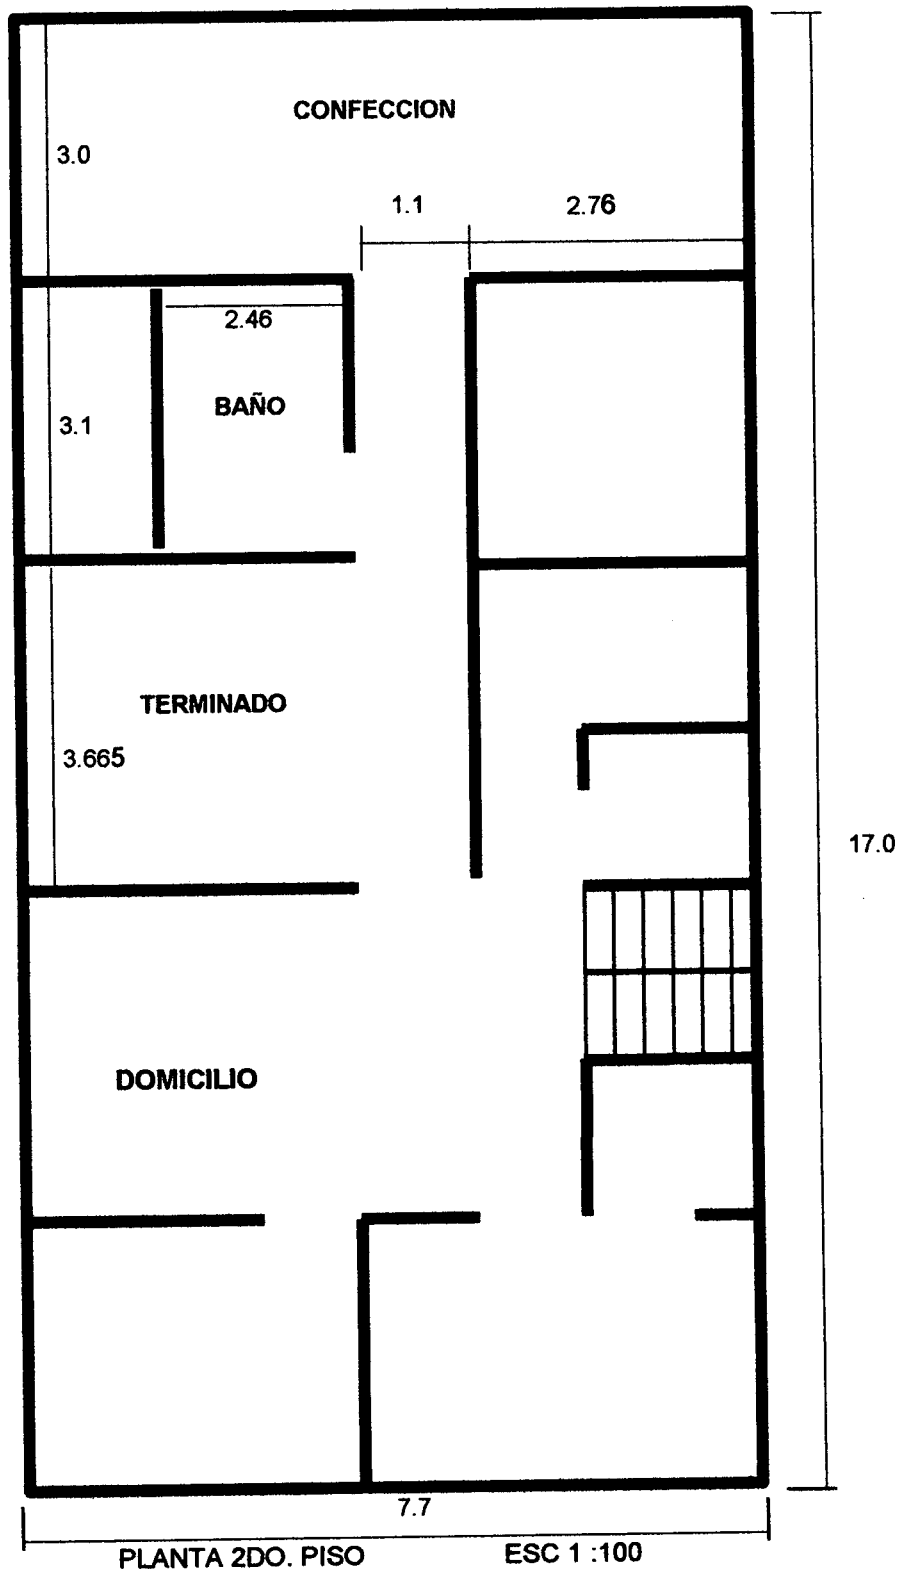 CONFECCION
3.0
1.1
2.76
2.46
BAÑO
3.1
TERMINADO
3.665
17.0
DOMICILIO
7.7
PLANTA 2DO. PISO ESC 1 :100